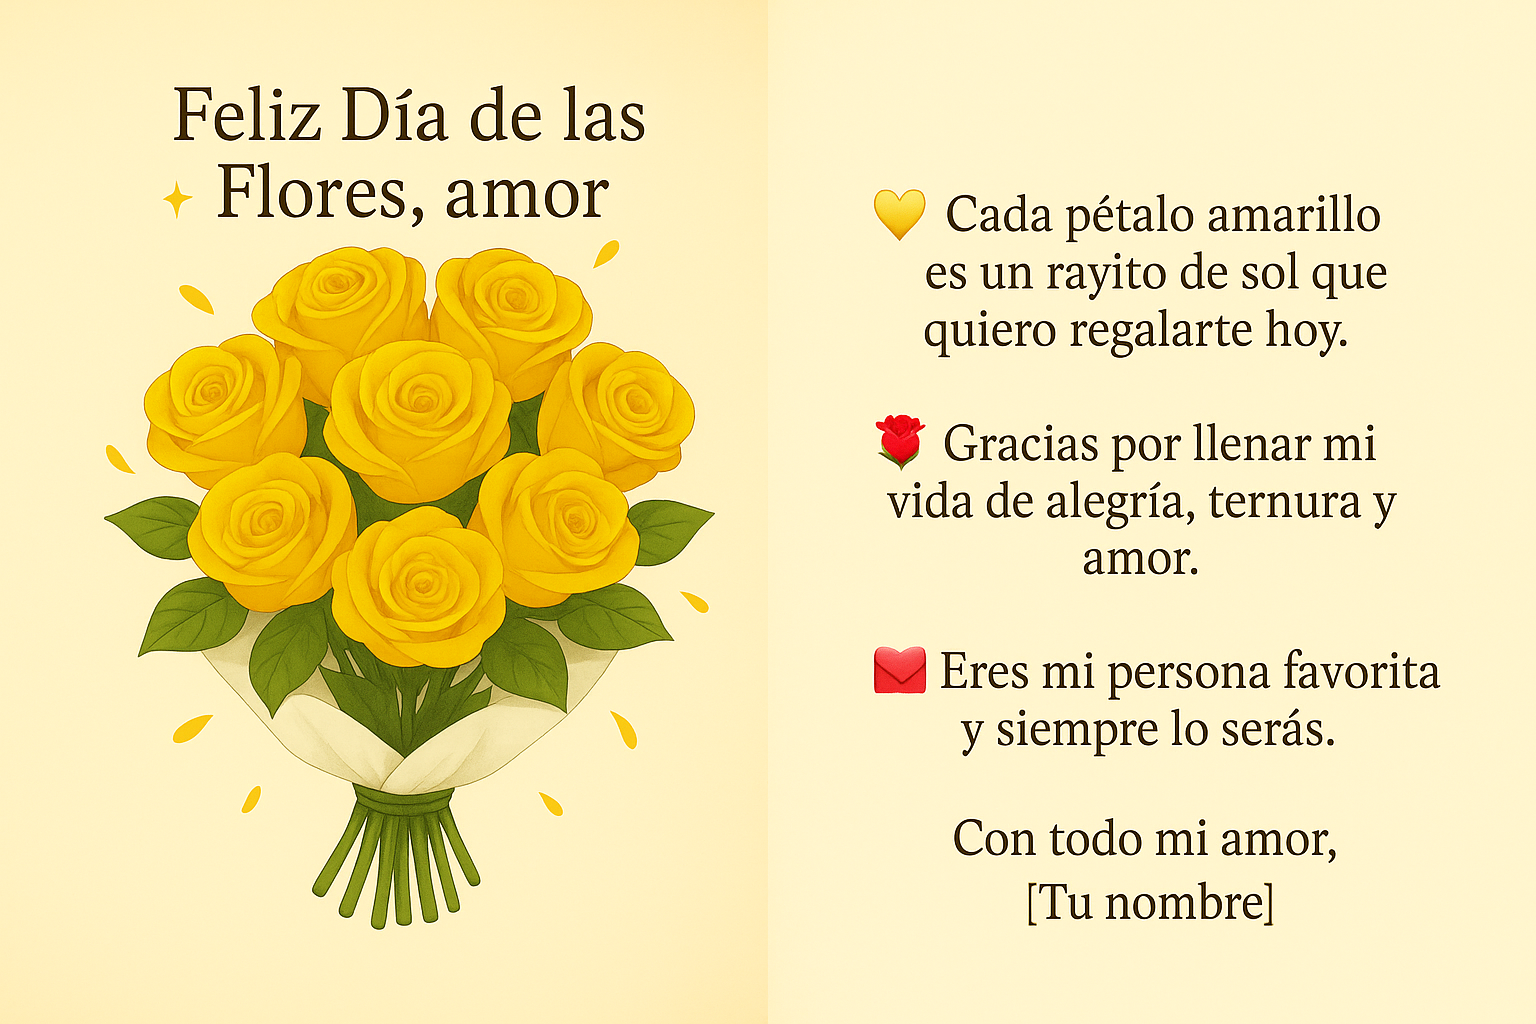 Feliz Día de las
Flores, amor
💛 Cada pétalo amarillo
es un rayito de sol que
quiero regalarte hoy.
🌹 Gracias por llenar mi
vida de alegría, ternura y
amor.
💌 Eres mi persona favorita
y siempre lo serás.
Con todo mi amor,
[Tu nombre]